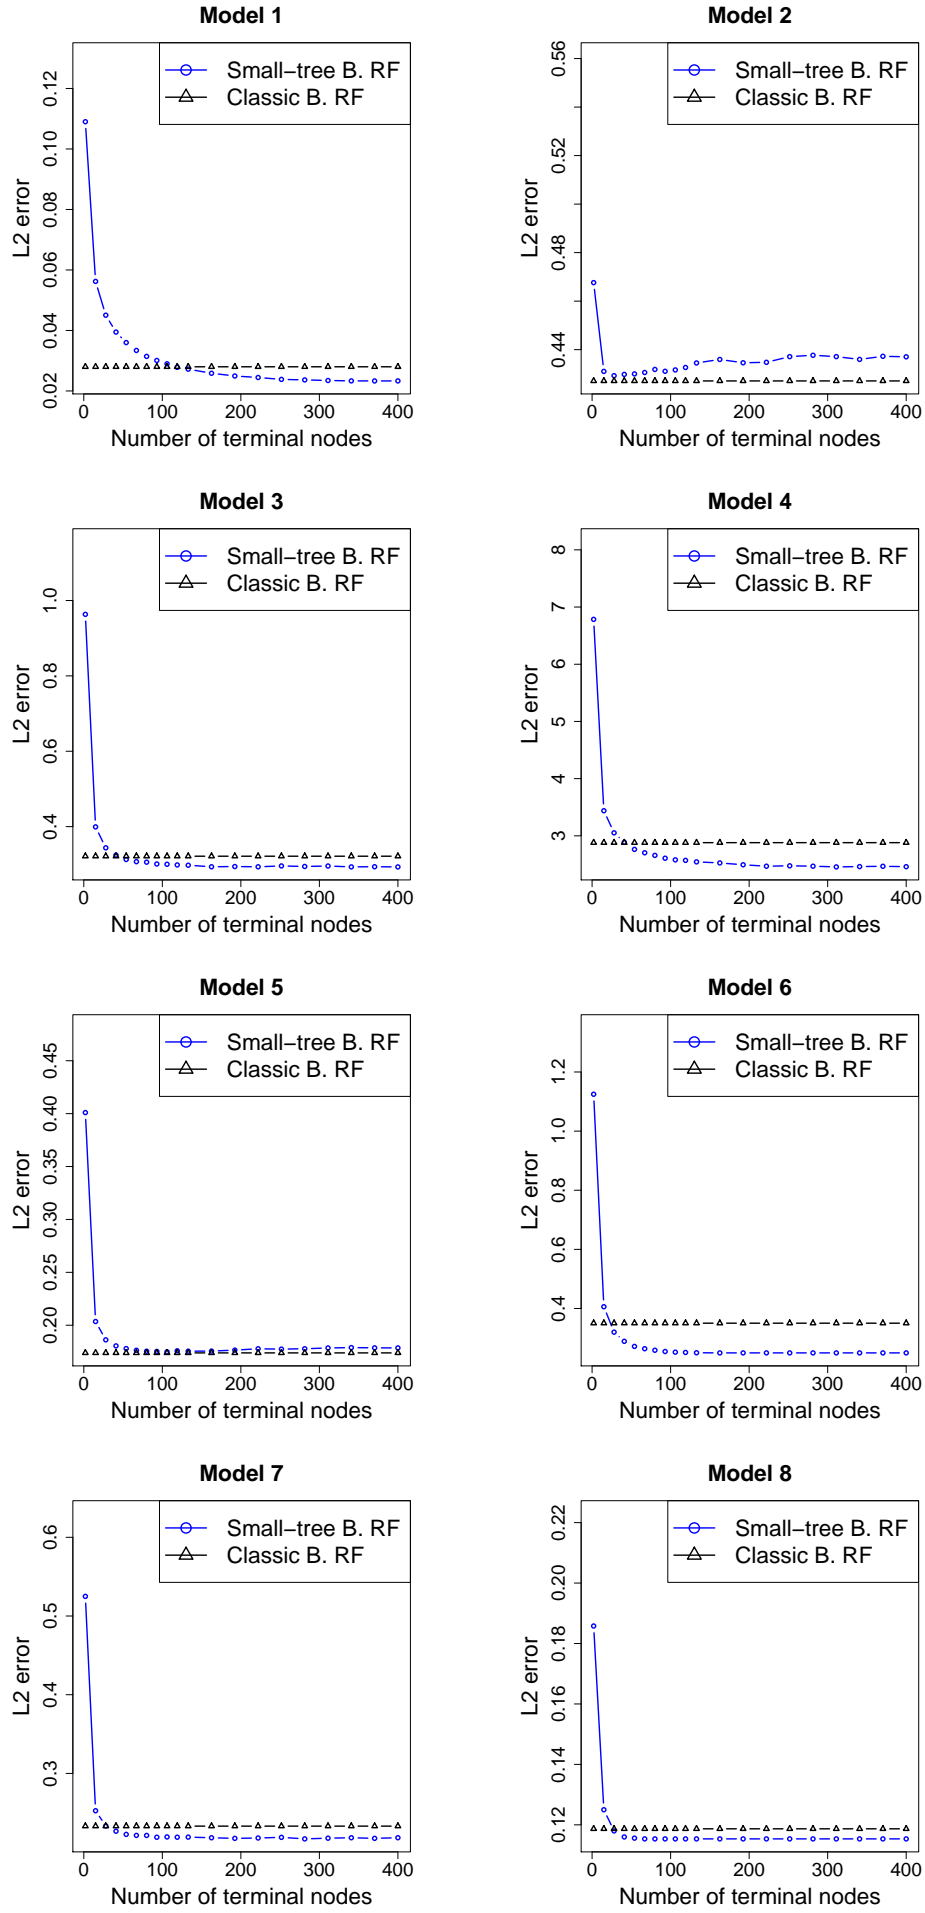 Model 1
Small−tree B. RF
Classic B. RF
L2 error
0.02 0.04 0.06 0.08 0.10 0.12
0 100 200 300 400
Number of terminal nodes
Model 2
Small−tree B. RF
Classic B. RF
L2 error
0.44 0.48 0.52 0.56
0 100 200 300 400
Number of terminal nodes
Model 3
Small−tree B. RF
Classic B. RF
L2 error
0.4 0.6 0.8 1.0
0 100 200 300 400
Number of terminal nodes
Model 4
Small−tree B. RF
Classic B. RF
L2 error
3 4 5 6 7 8
0 100 200 300 400
Number of terminal nodes
Model 5
Small−tree B. RF
Classic B. RF
L2 error
0.20 0.25 0.30 0.35 0.40 0.45
0 100 200 300 400
Number of terminal nodes
Model 6
Small−tree B. RF
Classic B. RF
L2 error
0.4 0.6 0.8 1.0 1.2
0 100 200 300 400
Number of terminal nodes
Model 7
Small−tree B. RF
Classic B. RF
L2 error
0.3 0.4 0.5 0.6
0 100 200 300 400
Number of terminal nodes
Model 8
Small−tree B. RF
Classic B. RF
L2 error
0.12 0.14 0.16 0.18 0.20 0.22
0 100 200 300 400
Number of terminal nodes